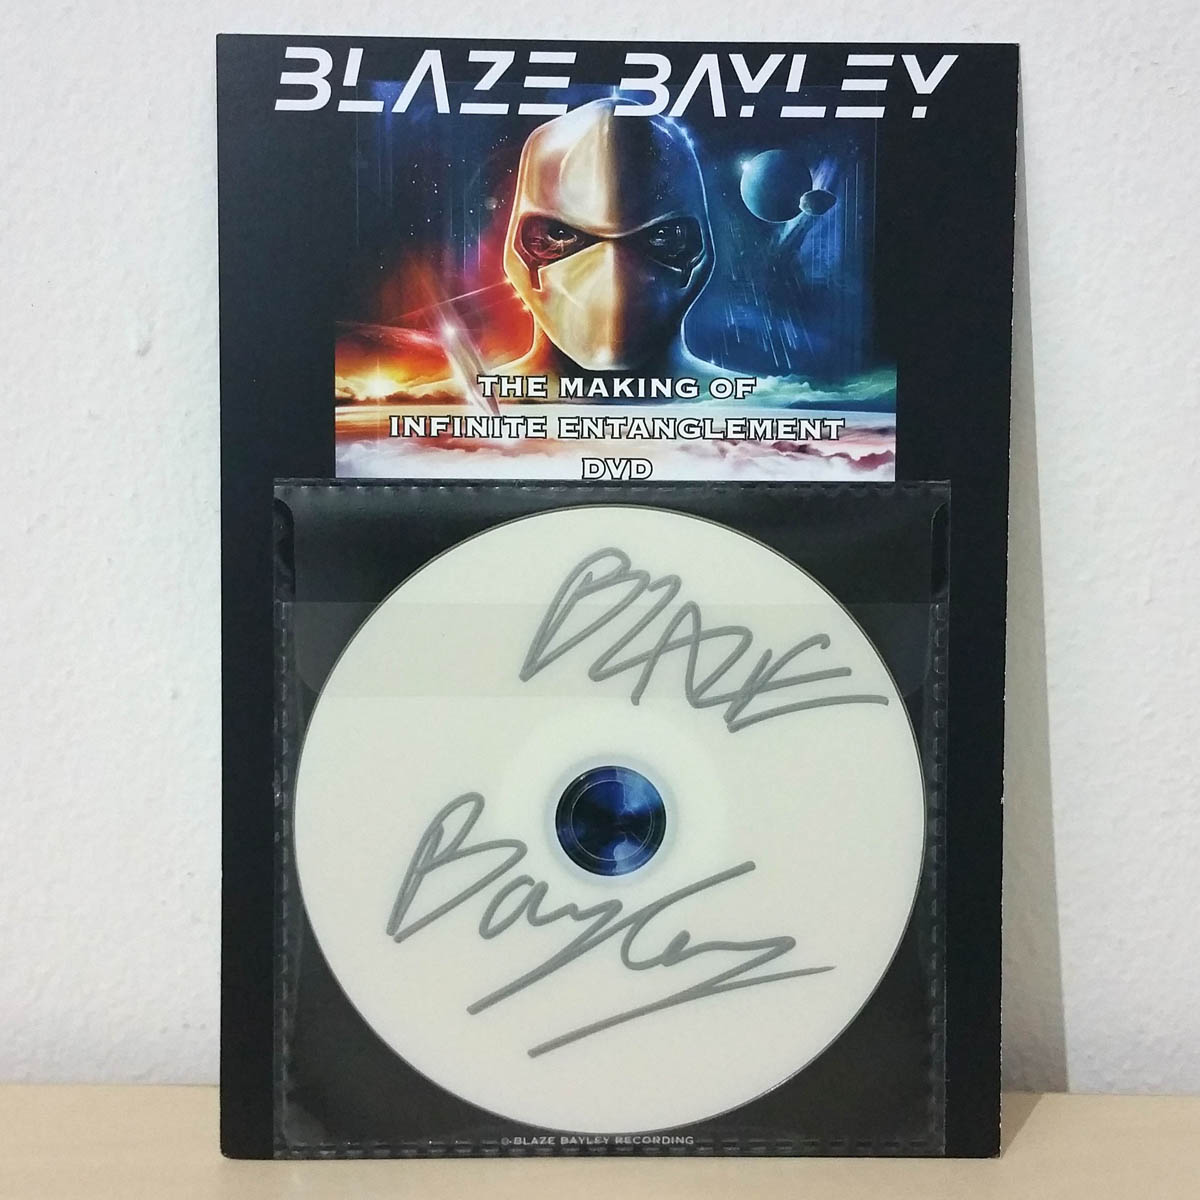 BLAZE BAYLEY
THE MAKING OF
INFINITE ENTANGLEMENT
DVD
BLAZE
Bayley
© BLAZE BAYLEY RECORDING